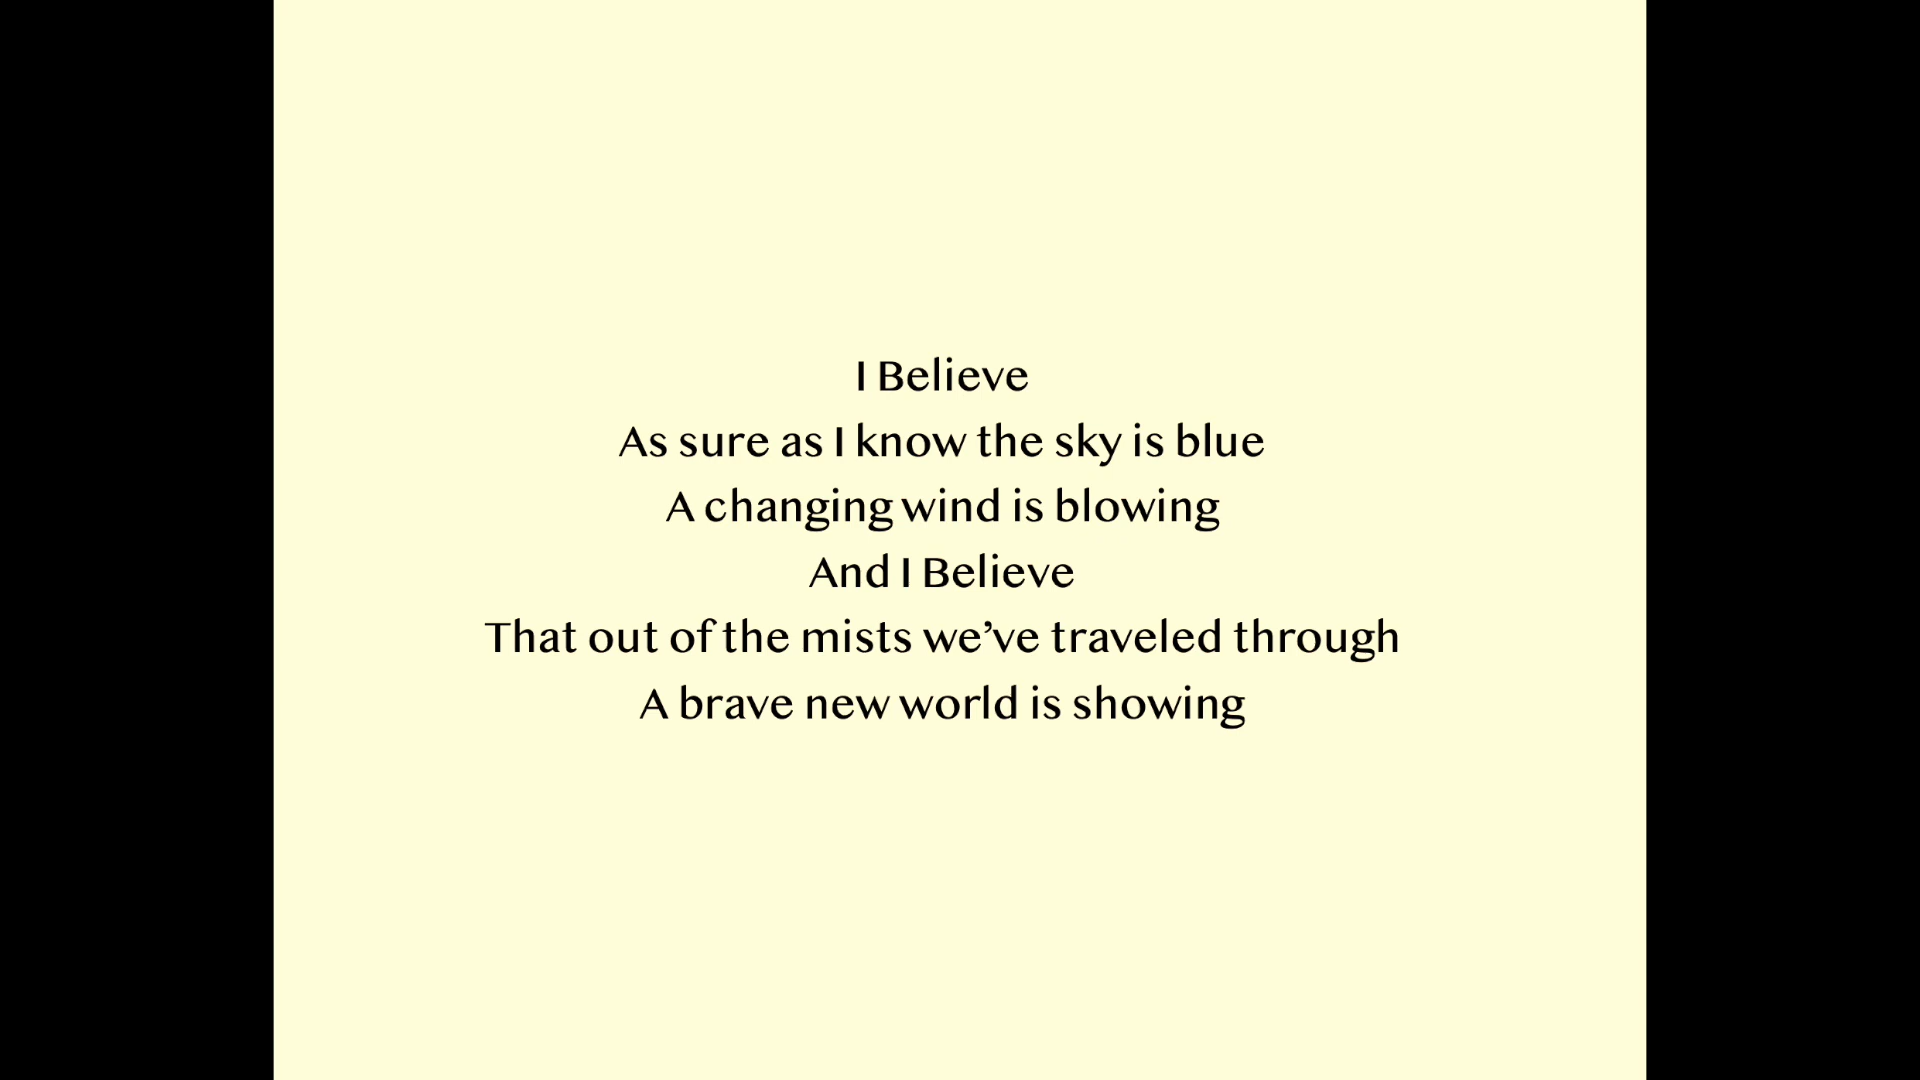 I Believe
As sure as I know the sky is blue
A changing wind is blowing
And I Believe
That out of the mists we’ve traveled through
A brave new world is showing